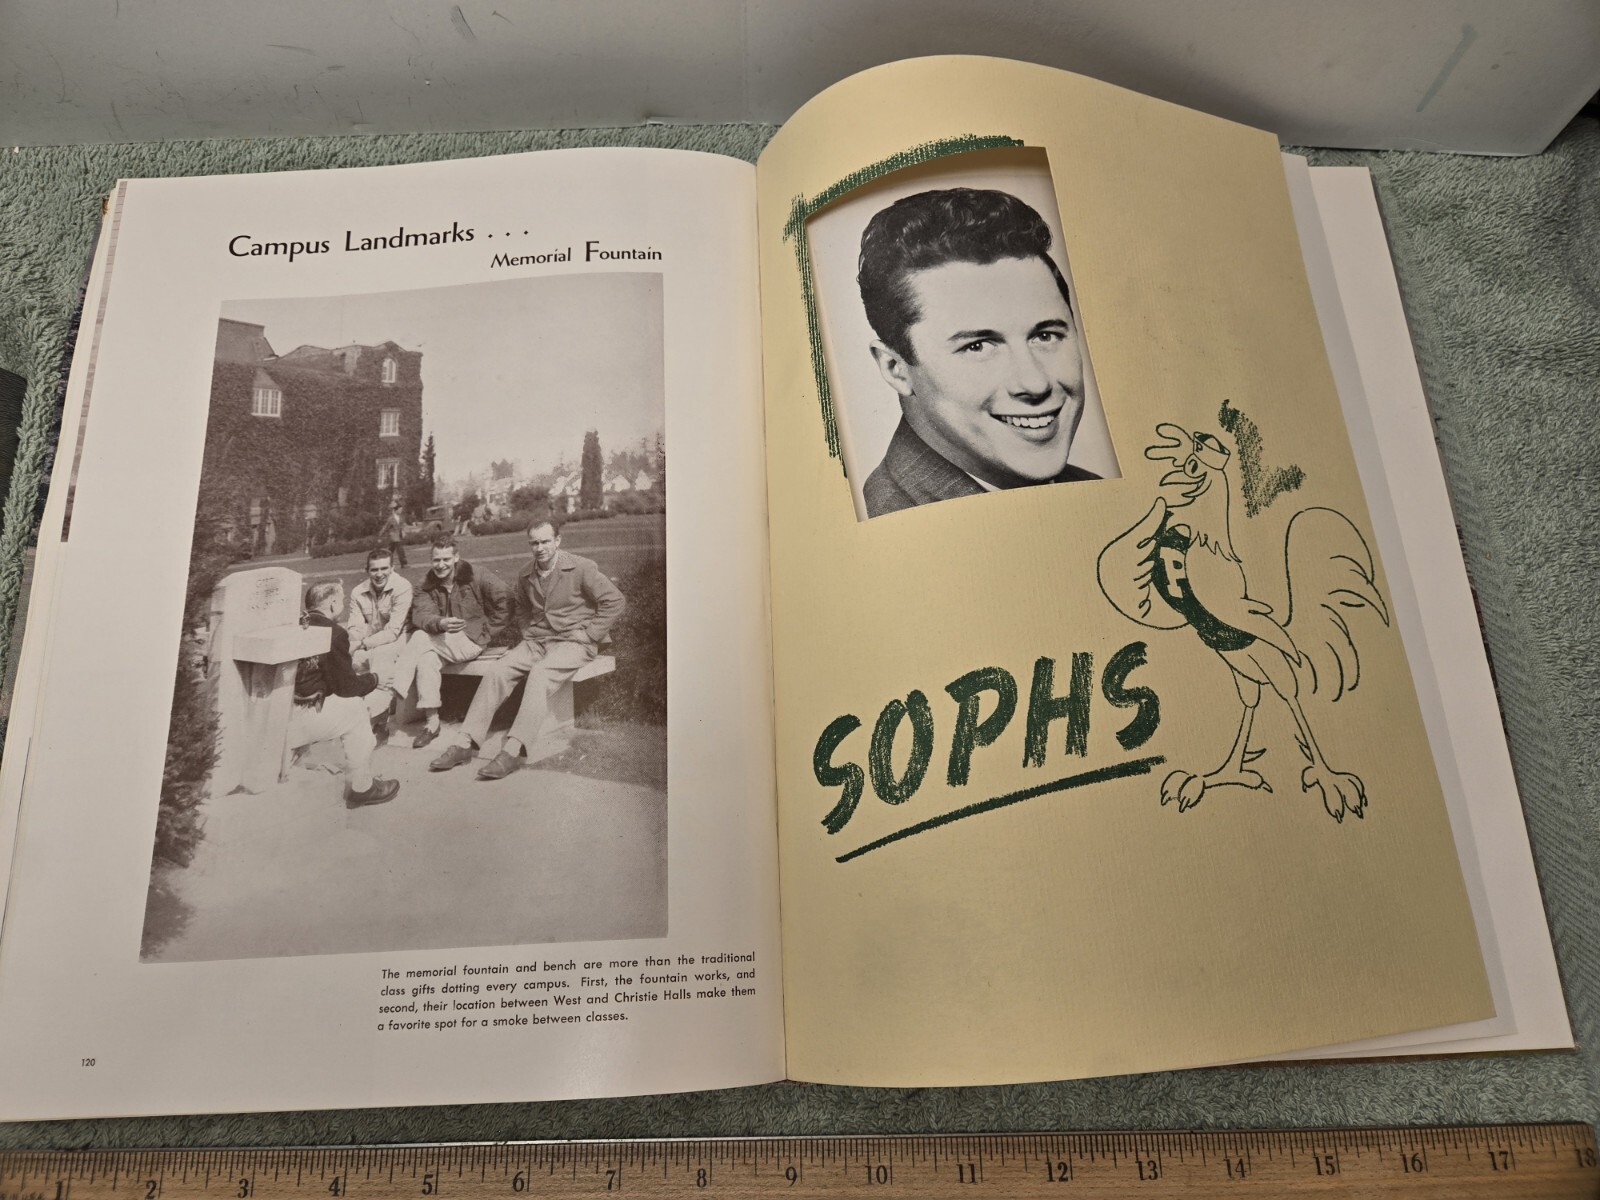 Campus Landmarks . . .
Memorial Fountain
The memorial fountain and bench are more than the traditional
class gifts dotting every campus. First, the fountain works, and
second, their location between West and Christie Halls make them
a favorite spot for a smoke between classes.
120
P
SOPHS
1 2 3 4 5 6 7 8 9 10 11 12 13 14 15 16 17 18